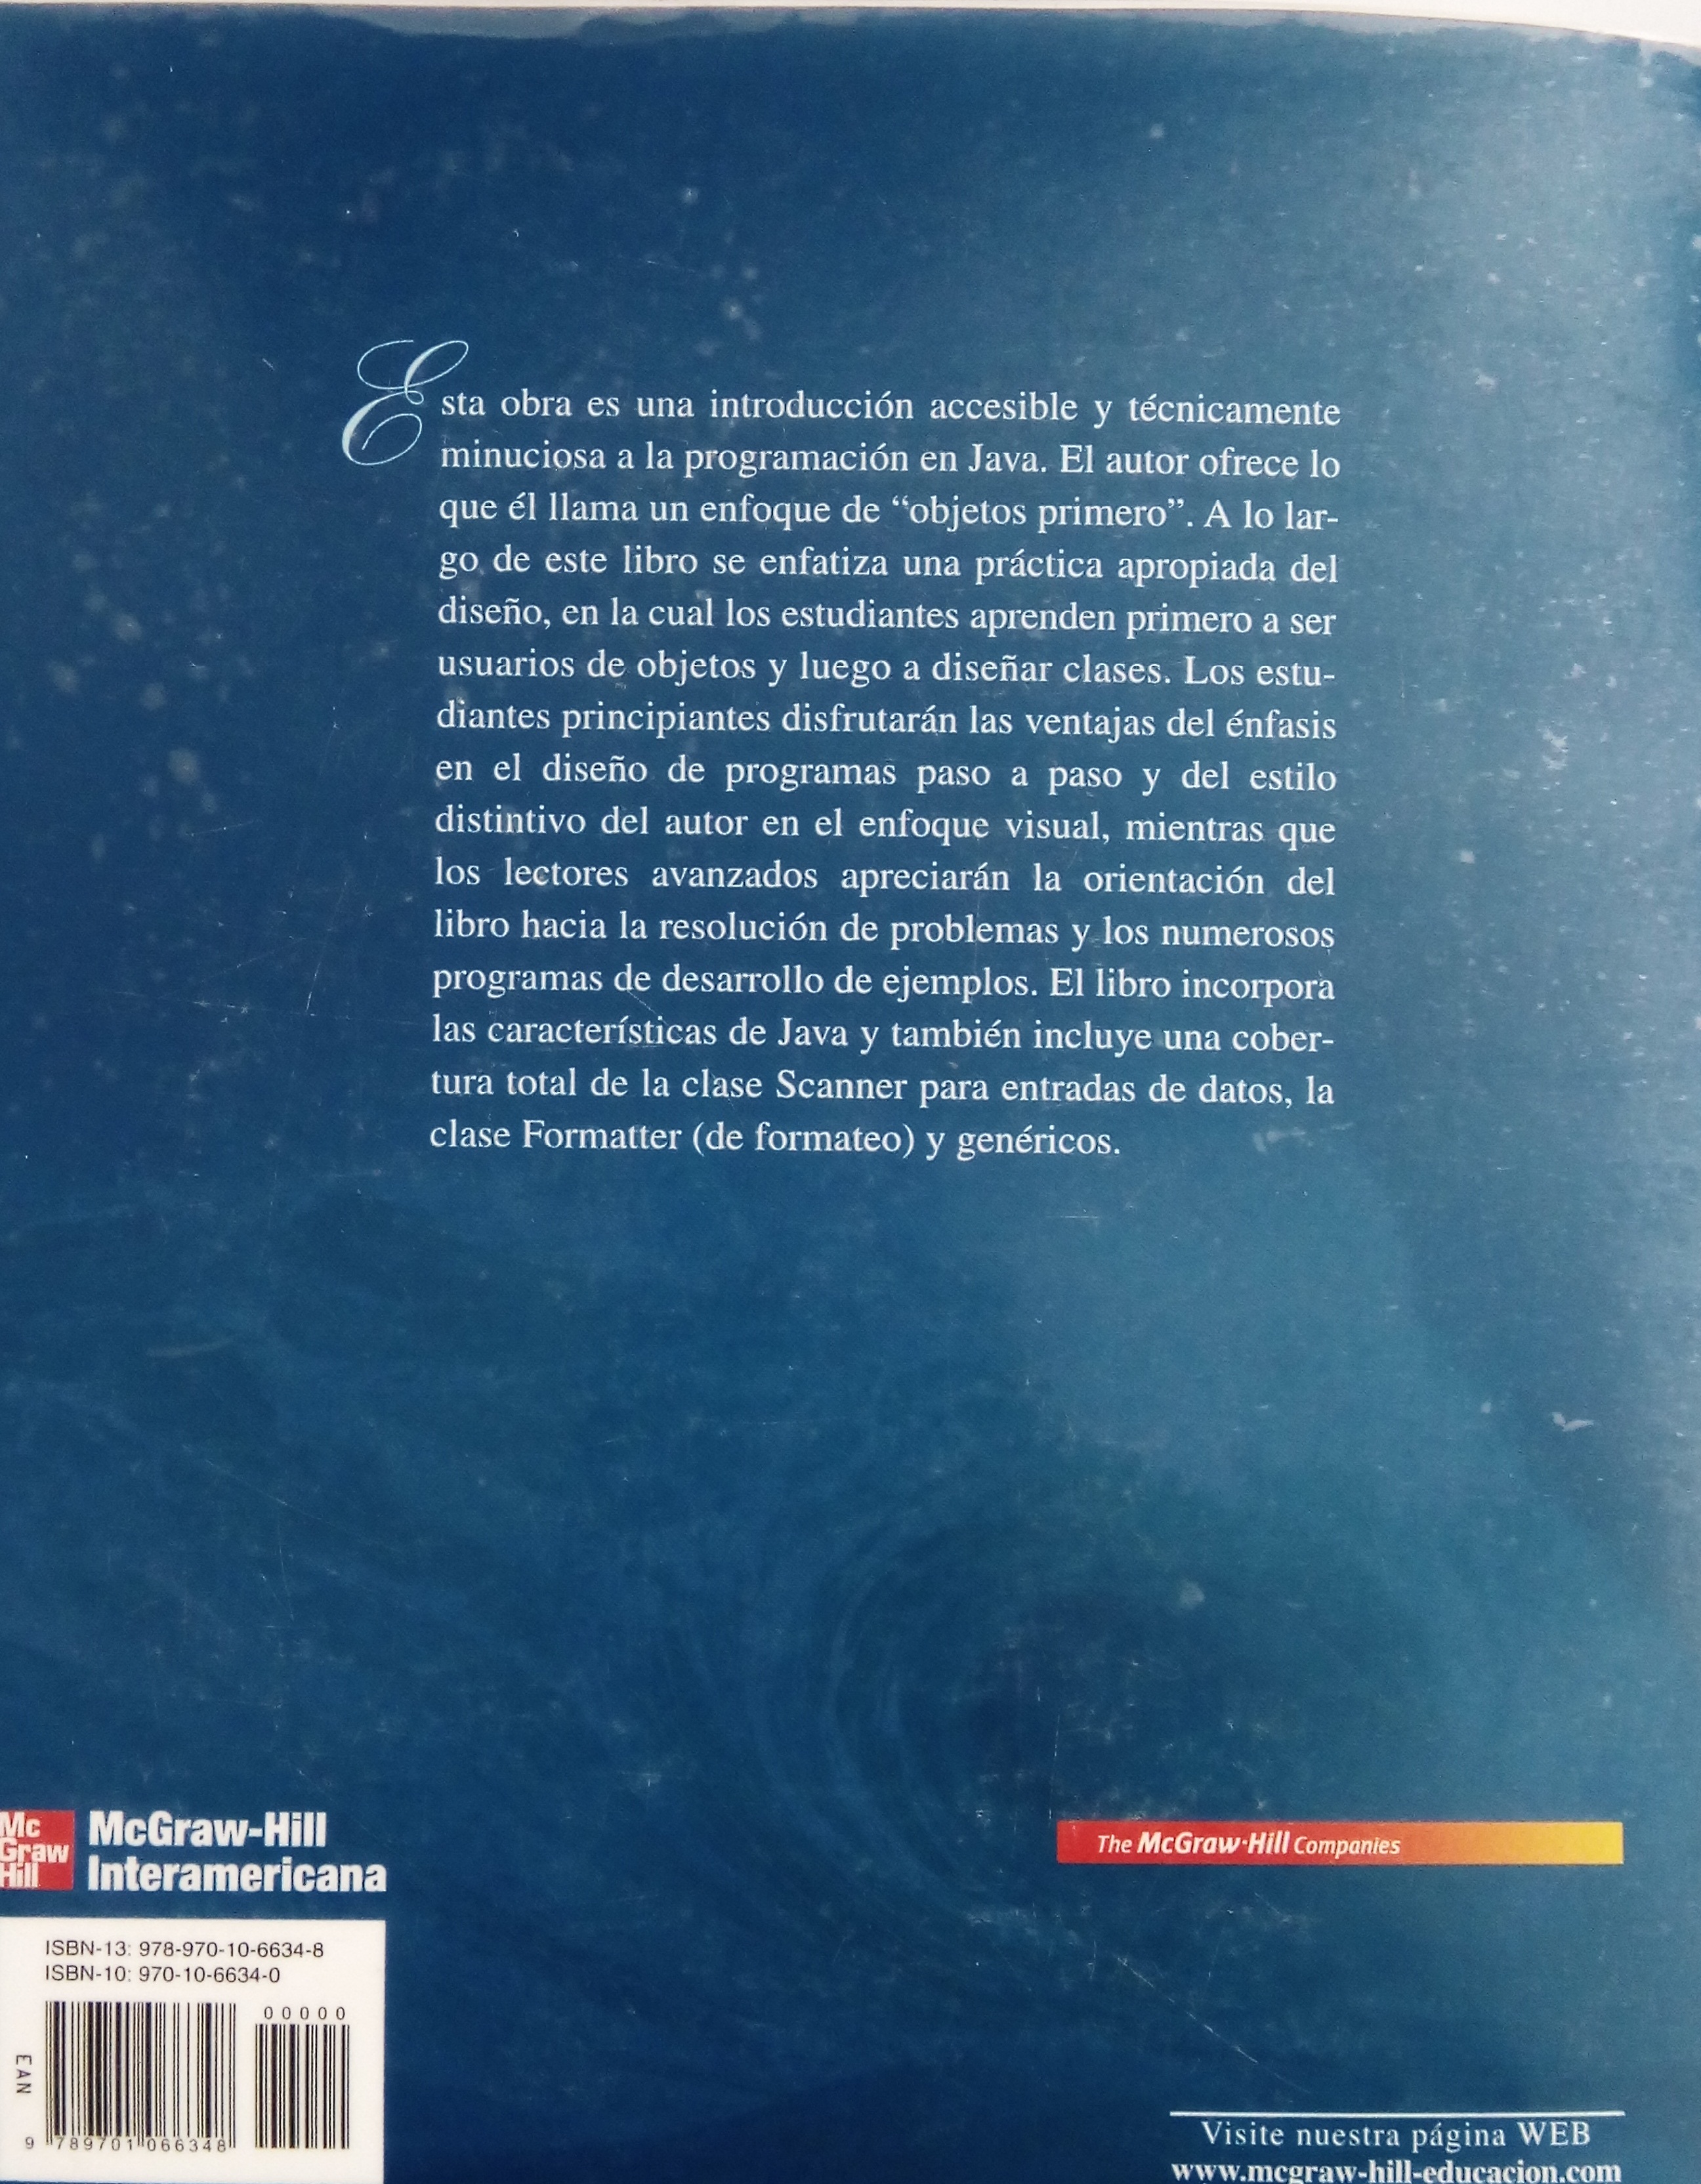 Esta obra es una introducción accesible y técnicamente
minuciosa a la programación en Java. El autor ofrece lo
que él llama un enfoque de “objetos primero”. A lo lar-
go de este libro se enfatiza una práctica apropiada del
diseño, en la cual los estudiantes aprenden primero a ser
usuarios de objetos y luego a diseñar clases. Los estu-
diantes principiantes disfrutarán las ventajas del énfasis
en el diseño de programas paso a paso y del estilo
distintivo del autor en el enfoque visual, mientras que
los lectores avanzados apreciarán la orientación del
libro hacia la resolución de problemas y los numerosos
programas de desarrollo de ejemplos. El libro incorpora
las características de Java y también incluye una cober-
tura total de la clase Scanner para entradas de datos, la
clase Formatter (de formateo) y genéricos.
Mc
Graw
Hill
McGraw-Hill
Interamericana
The McGraw·Hill Companies
ISBN-13: 978-970-10-6634-8
ISBN-10: 970-10-6634-0
00000
EAN
9 789701 066348
Visite nuestra página WEB
www.mcgraw-hill-educacion.com